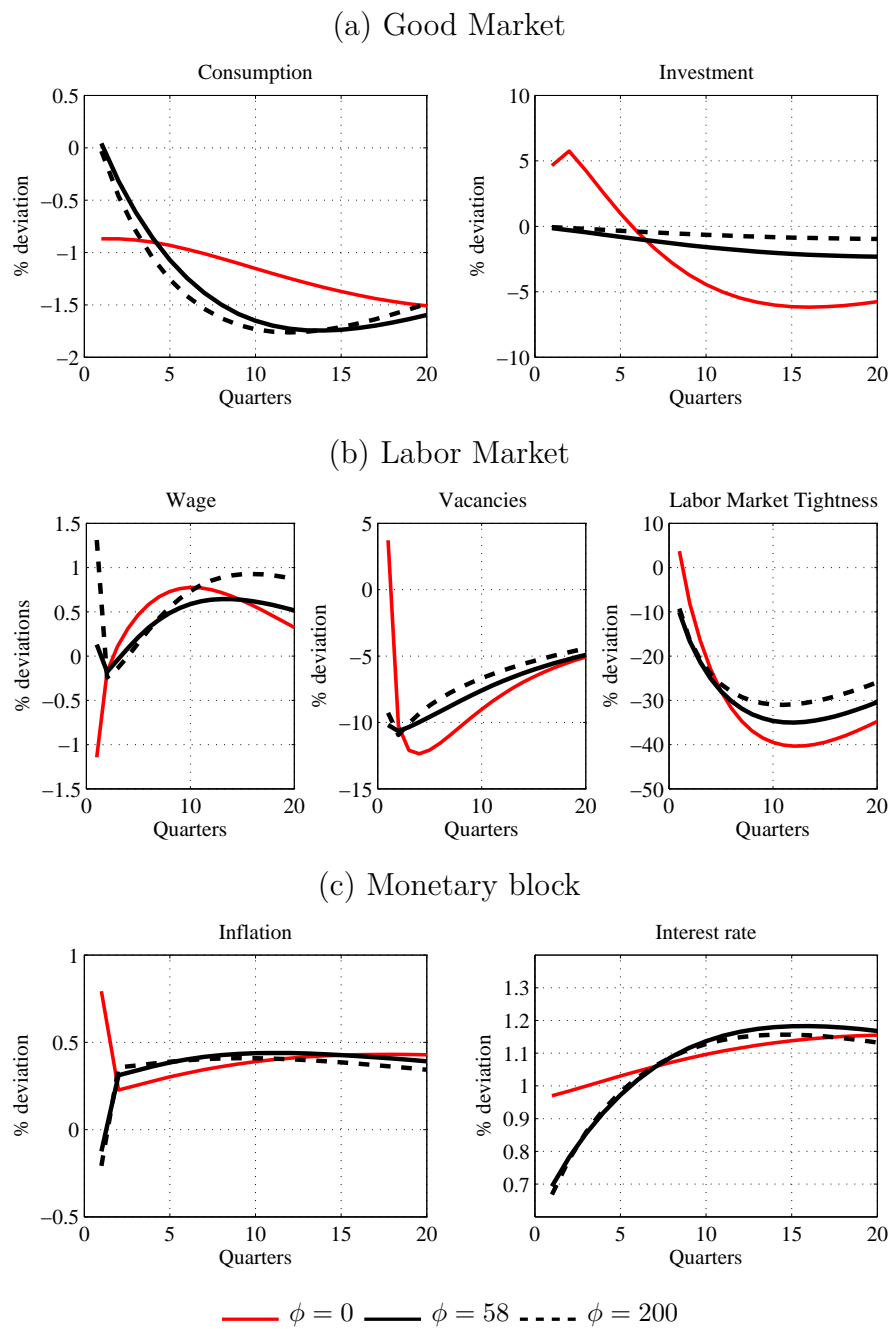 (a) Good Market
Consumption
Investment
% deviation
0.5
0
−0.5
−1
−1.5
−2
0 5 10 15 20
Quarters
% deviation
10
5
0
−5
−10
0 5 10 15 20
Quarters
(b) Labor Market
Wage
Vacancies
Labor Market Tightness
% deviations
1.5
1
0.5
0
−0.5
−1
1.5
0 10 20
Quarters
% deviation
5
0
−5
−10
−15
0 10 20
Quarters
% deviation
10
0
−10
−20
−30
−40
−50
0 10 20
Quarters
(c) Monetary block
Inflation
Interest rate
% deviation
1
0.5
0
−0.5
0 5 10 15 20
Quarters
% deviation
1.3
1.2
1.1
1
0.9
0.8
0.7
0 5 10 15 20
Quarters
ϕ = 0 ϕ = 58 ϕ = 200